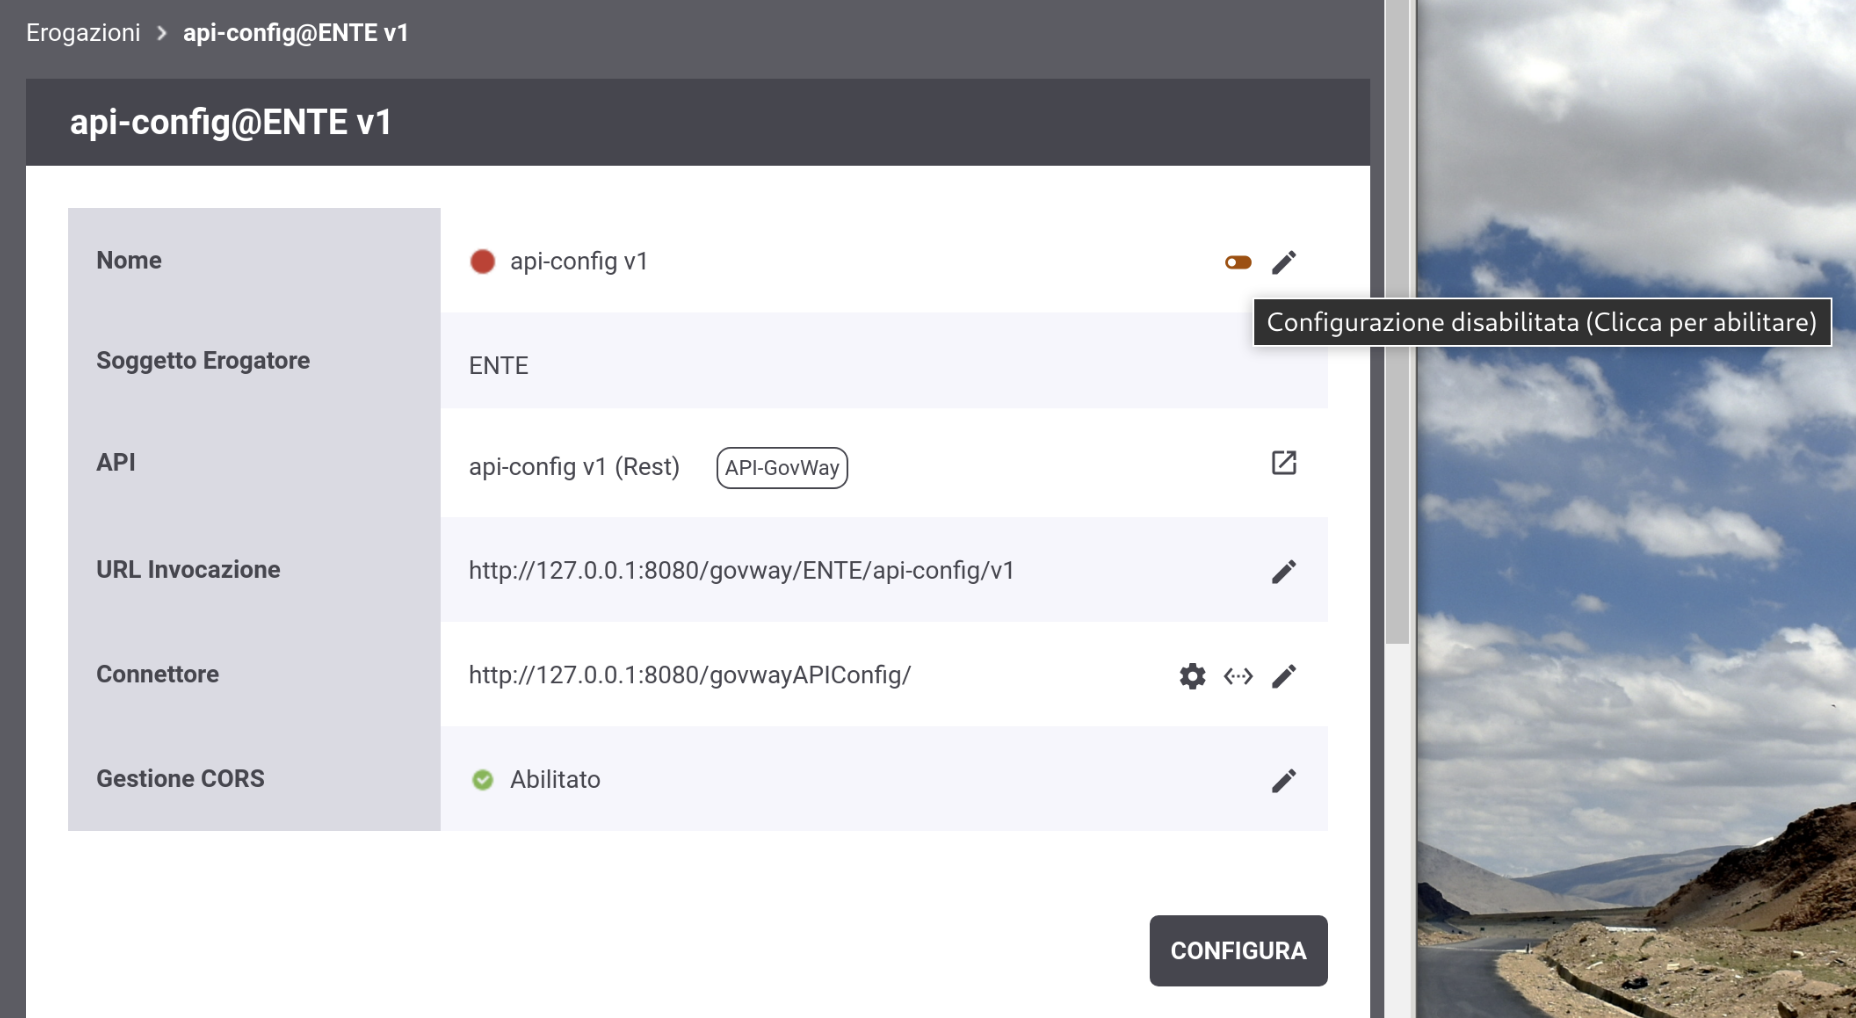 Erogazioni > api-config@ENTE v1
api-config@ENTE v1
Nome
api-config v1
Configurazione disabilitata (Clicca per abilitare)
Soggetto Erogatore
ENTE
API
api-config v1 (Rest) API-GovWay
URL Invocazione
http://127.0.0.1:8080/govway/ENTE/api-config/v1
Connettore
http://127.0.0.1:8080/govwayAPIConfig/
Gestione CORS
Abilitato
CONFIGURA